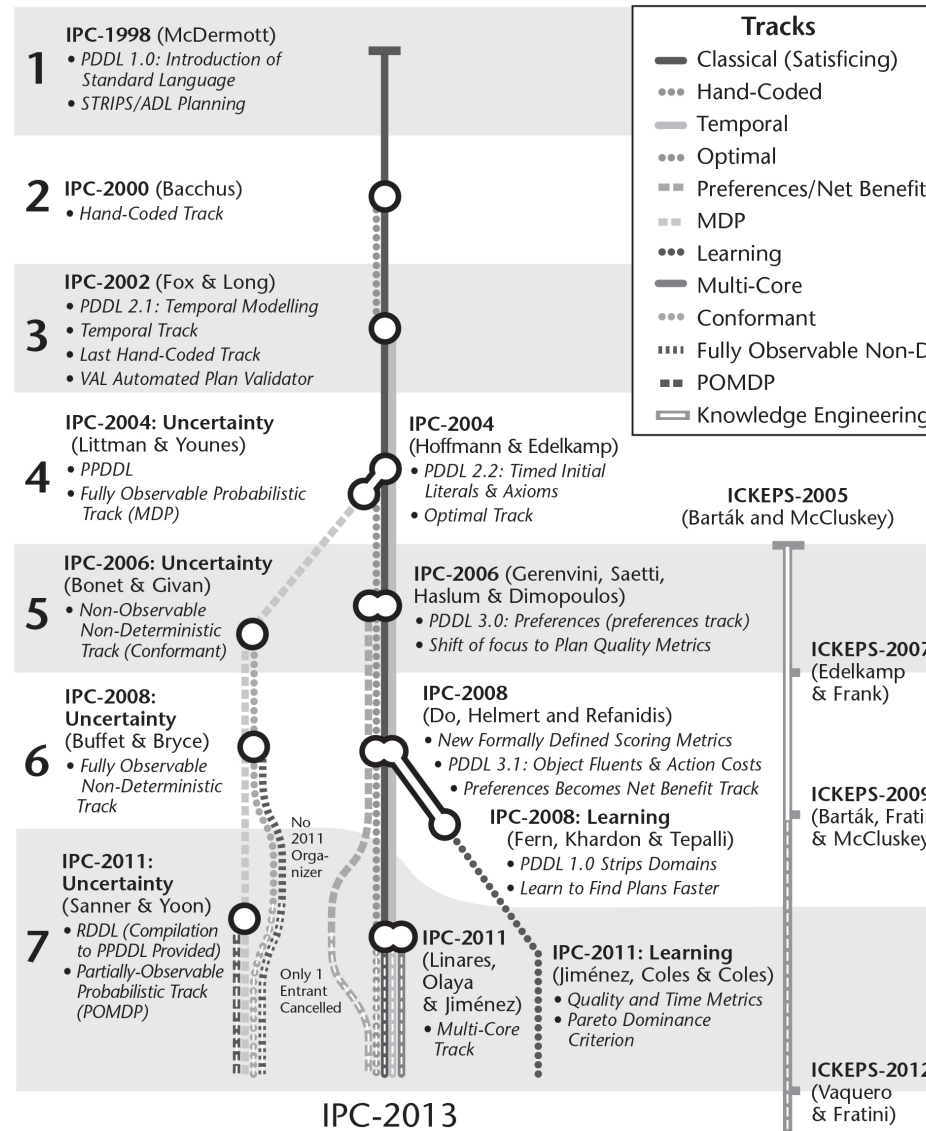 1
IPC-1998 (McDermott)
• PDDL 1.0: Introduction of
Standard Language
• STRIPS/ADL Planning
2
IPC-2000 (Bacchus)
• Hand-Coded Track
3
IPC-2002 (Fox & Long)
• PDDL 2.1: Temporal Modelling
• Temporal Track
• Last Hand-Coded Track
• VAL Automated Plan Validator
4
IPC-2004: Uncertainty
(Littman & Younes)
• PPDDL
• Fully Observable Probabilistic
Track (MDP)
IPC-2004
(Hoffmann & Edelkamp)
• PDDL 2.2: Timed Initial
Literals & Axioms
• Optimal Track
5
IPC-2006: Uncertainty
(Bonet & Givan)
• Non-Observable
Non-Deterministic
Track (Conformant)
IPC-2006 (Gerenvini, Saetti,
Haslum & Dimopoulos)
• PDDL 3.0: Preferences (preferences track)
• Shift of focus to Plan Quality Metrics
6
IPC-2008:
Uncertainty
(Buffet & Bryce)
• Fully Observable
Non-Deterministic
Track
IPC-2008
(Do, Helmert and Refanidis)
• New Formally Defined Scoring Metrics
• PDDL 3.1: Object Fluents & Action Costs
• Preferences Becomes Net Benefit Track
IPC-2008: Learning
(Fern, Khardon & Tepalli)
• PDDL 1.0 Strips Domains
• Learn to Find Plans Faster
No
2011
Orga-
nizer
7
IPC-2011:
Uncertainty
(Sanner & Yoon)
• RDDL (Compilation
to PPDDL Provided)
• Partially-Observable
Probabilistic Track
(POMDP)
Only 1
Entrant
Cancelled
IPC-2011
(Linares,
Olaya
& Jiménez)
• Multi-Core
Track
IPC-2011: Learning
(Jiménez, Coles & Coles)
• Quality and Time Metrics
• Pareto Dominance
Criterion
IPC-2013
Tracks
Classical (Satisficing)
Hand-Coded
Temporal
Optimal
Preferences/Net Benefit
MDP
Learning
Multi-Core
Conformant
Fully Observable Non-D
POMDP
Knowledge Engineering
ICKEPS-2005
(Barták and McCluskey)
ICKEPS-2007
(Edelkamp
& Frank)
ICKEPS-2009
(Barták, Frati
& McCluskey
ICKEPS-2012
(Vaquero
& Fratini)